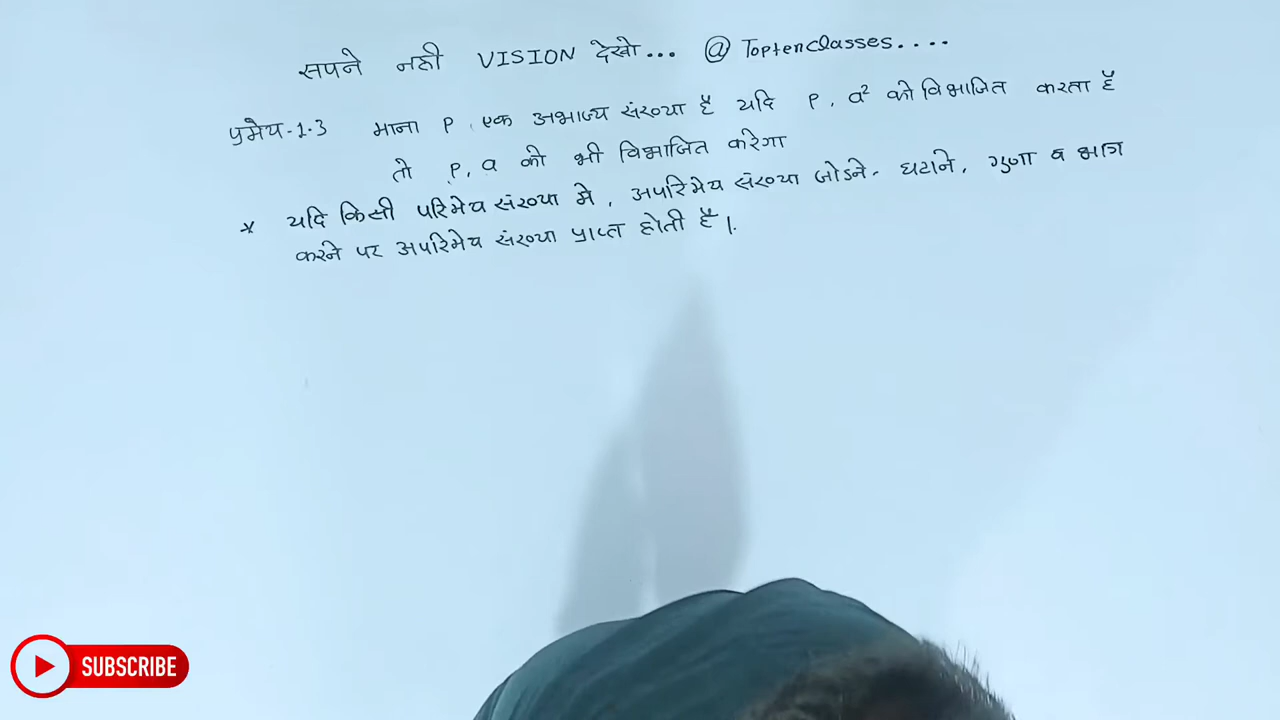 सपने नही VISION देखो... @Toptenclasses....
प्रमेय-1.3 माना P, एक अभाज्य संख्या है यदि P, a² को विभाजित करता है
तो P, a को भी विभाजित करेगा
* यदि किसी परिमेय संख्या मे, अपरिमेय संख्या जोडने, घटाने, गुणा व भाग
करने पर अपरिमेय संख्या प्राप्त होती है।.
SUBSCRIBE